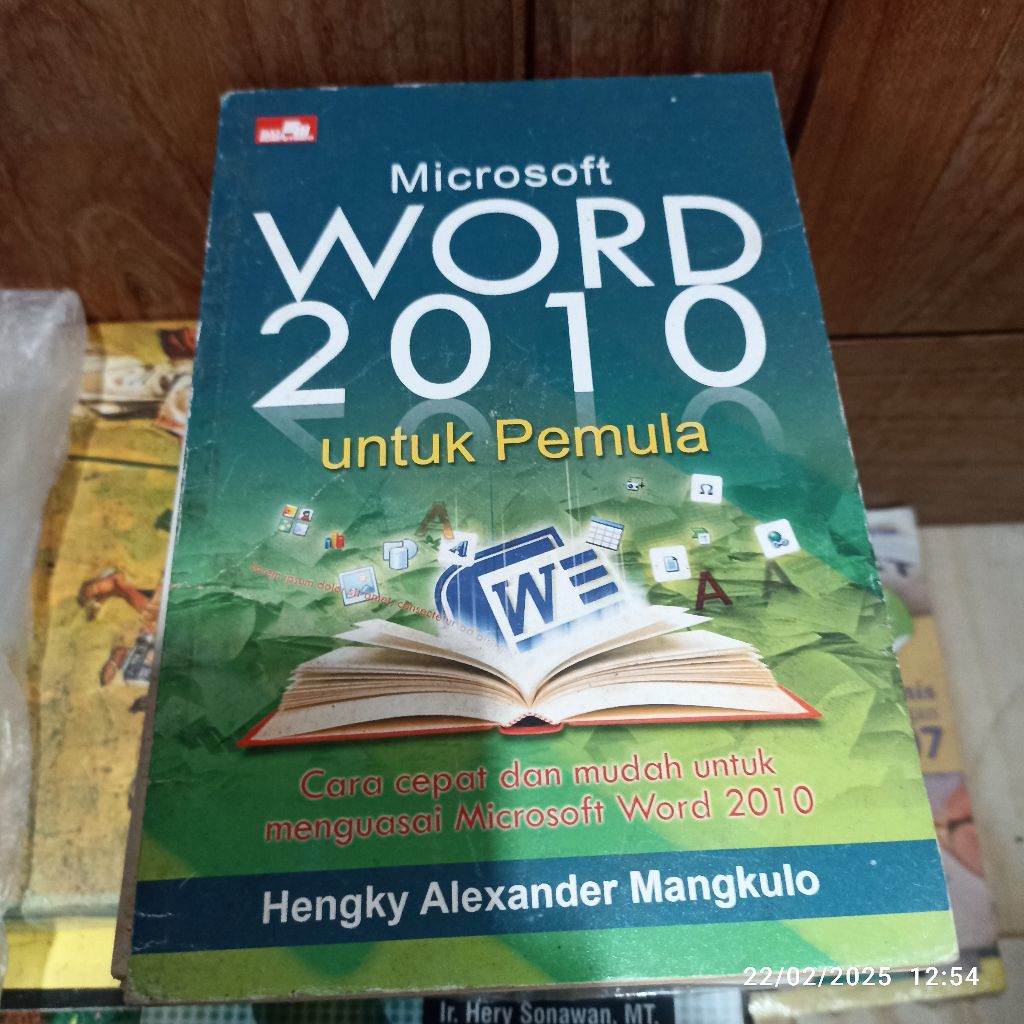 Microsoft
WORD
2010
untuk Pemula
Cara cepat dan mudah untuk
menguasai Microsoft Word 2010
Hengky Alexander Mangkulo
22/02/2025 12:54
Ir. Hery Sonawan, MT.